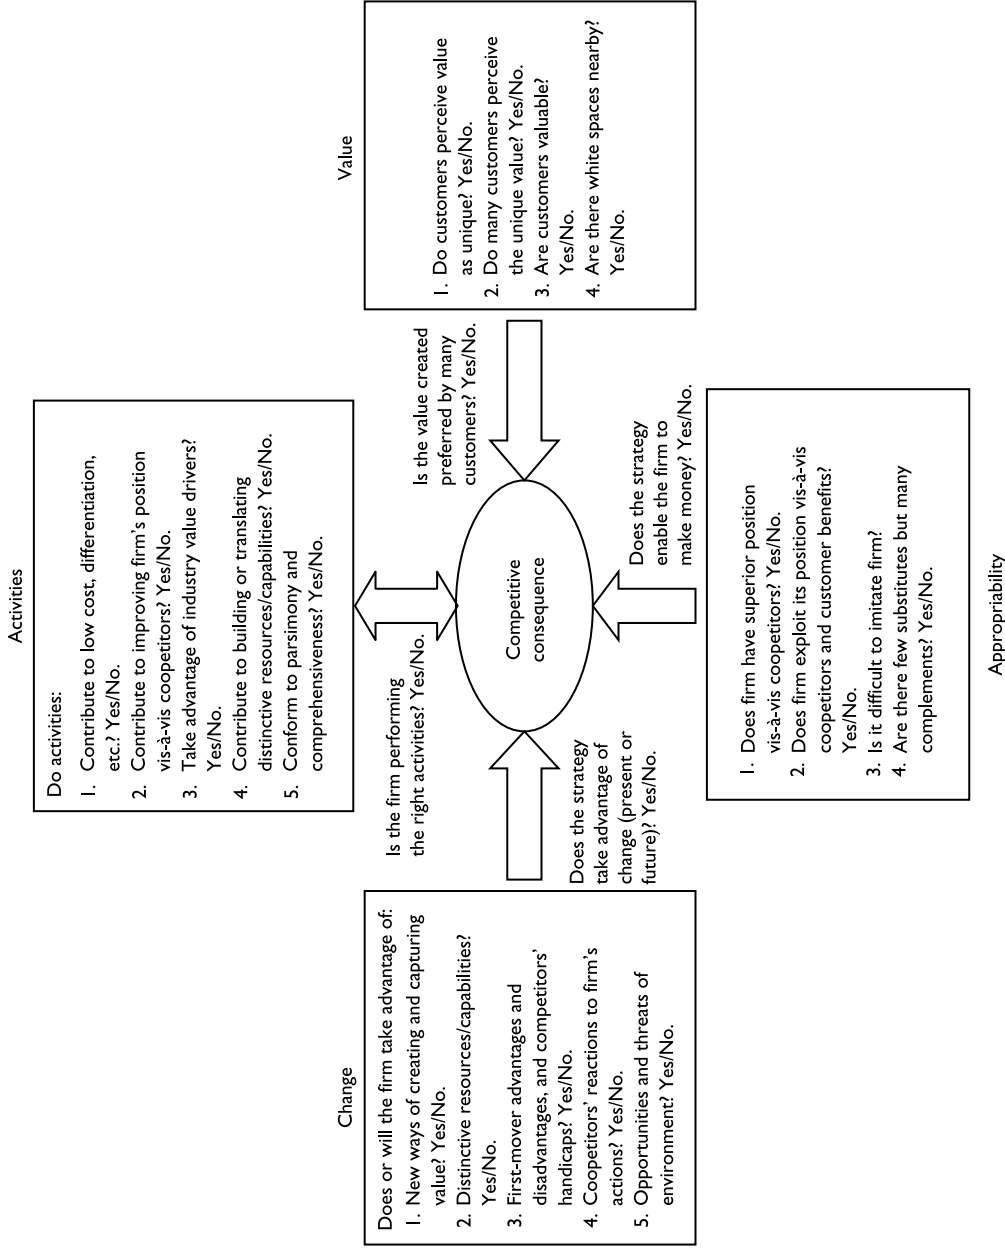 Activities
Do activities:
1. Contribute to low cost, differentiation,
etc.? Yes/No.
2. Contribute to improving firm's position
vis-à-vis coopetitors? Yes/No.
3. Take advantage of industry value drivers?
Yes/No.
4. Contribute to building or translating
distinctive resources/capabilities? Yes/No.
5. Conform to parsimony and
comprehensiveness? Yes/No.
Change
Does or will the firm take advantage of:
1. New ways of creating and capturing
value? Yes/No.
2. Distinctive resources/capabilities?
Yes/No.
3. First-mover advantages and
disadvantages, and competitors'
handicaps? Yes/No.
4. Coopetitors' reactions to firm's
actions? Yes/No.
5. Opportunities and threats of
environment? Yes/No.
Is the firm performing
the right activities? Yes/No.
Does the strategy
take advantage of
change (present or
future)? Yes/No.
Competitive
consequence
Is the value created
preferred by many
customers? Yes/No.
Does the strategy
enable the firm to
make money? Yes/No.
Value
1. Do customers perceive value
as unique? Yes/No.
2. Do many customers perceive
the unique value? Yes/No.
3. Are customers valuable?
Yes/No.
4. Are there white spaces nearby?
Yes/No.
1. Does firm have superior position
vis-à-vis coopetitors? Yes/No.
2. Does firm exploit its position vis-à-vis
coopetitors and customer benefits?
Yes/No.
3. Is it difficult to imitate firm?
4. Are there few substitutes but many
complements? Yes/No.
Appropriability